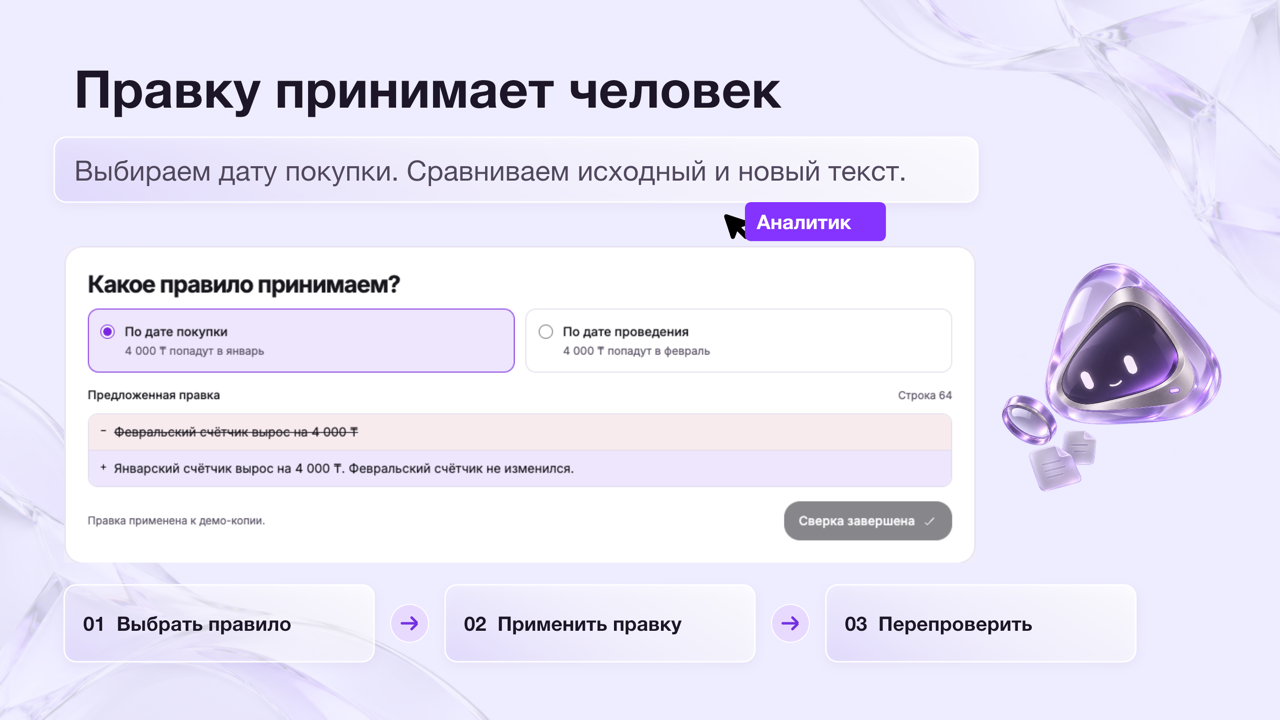 Правку принимает человек
Выбираем дату покупки. Сравниваем исходный и новый текст.
Аналитик
Какое правило принимаем?
По дате покупки
4 000 ₸ попадут в январь
По дате проведения
4 000 ₸ попадут в февраль
Предложенная правка
Строка 64
− Февральский счётчик вырос на 4 000 ₸
+ Январский счётчик вырос на 4 000 ₸. Февральский счётчик не изменился.
Правка применена к демо-копии.
Сверка завершена ✓
01 Выбрать правило
→
02 Применить правку
→
03 Перепроверить